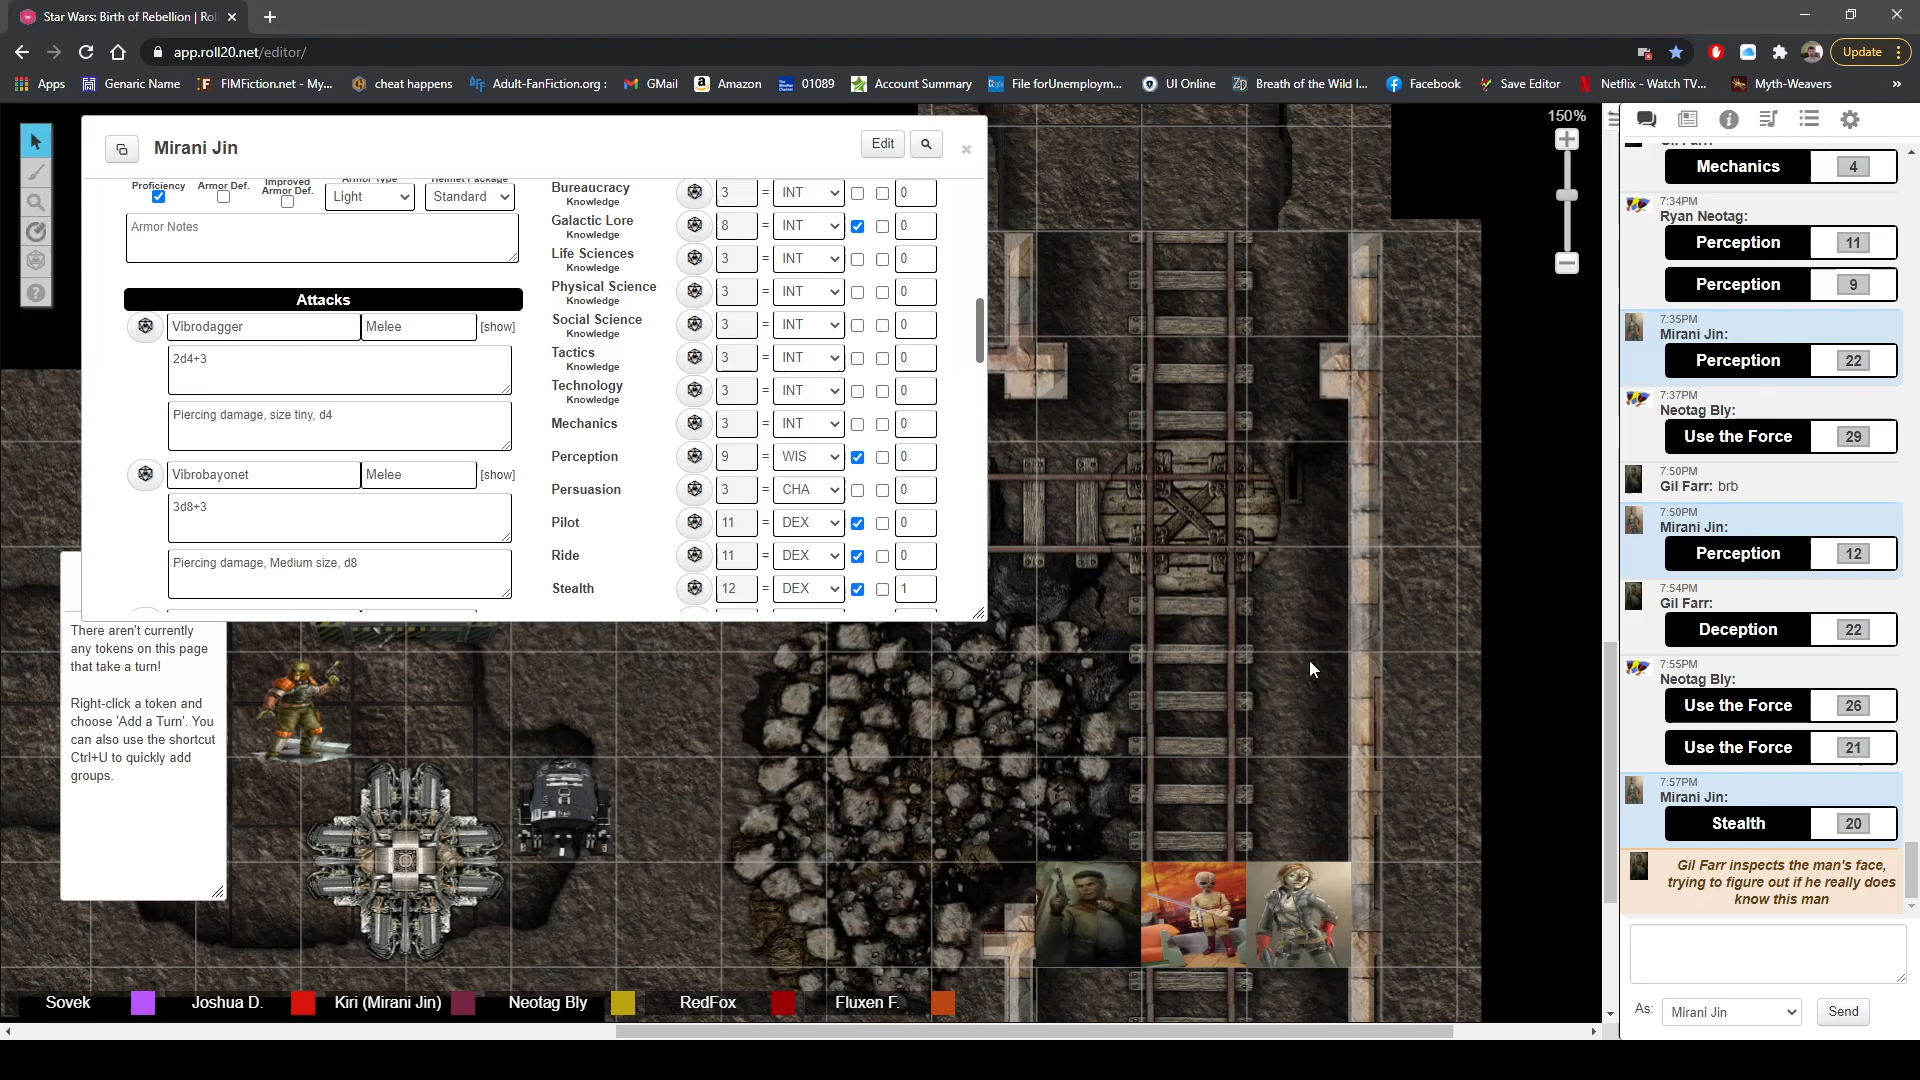 Star Wars: Birth of Rebellion | Rol
app.roll20.net/editor/
Update
Apps
Genaric Name
FIMFiction.net - My...
cheat happens
Adult-FanFiction.org :
GMail
Amazon
01089
Account Summary
File forUnemploym...
UI Online
Breath of the Wild I...
Facebook
Save Editor
Netflix - Watch TV...
Myth-Weavers
»
150%
Mirani Jin
Edit
Proficiency
Armor Def.
Improved
Armor Def.
Armor Type
Helmet Package
Light
Standard
Armor Notes
Attacks
Vibrodagger
Melee
[show]
2d4+3
Piercing damage, size tiny, d4
Vibrobayonet
Melee
[show]
3d8+3
Piercing damage, Medium size, d8
Bureaucracy
Knowledge
3 = INT 0
Galactic Lore
Knowledge
8 = INT 0
Life Sciences
Knowledge
3 = INT 0
Physical Science
Knowledge
3 = INT 0
Social Science
Knowledge
3 = INT 0
Tactics
Knowledge
3 = INT 0
Technology
Knowledge
3 = INT 0
Mechanics 3 = INT 0
Perception 9 = WIS 0
Persuasion 3 = CHA 0
Pilot 11 = DEX 0
Ride 11 = DEX 0
Stealth 12 = DEX 1
There aren't currently
any tokens on this page
that take a turn!
Right-click a token and
choose 'Add a Turn'. You
can also use the shortcut
Ctrl+U to quickly add
groups.
Sovek
Joshua D.
Kiri (Mirani Jin)
Neotag Bly
RedFox
Fluxen F.
Mechanics 4
7:34PM
Ryan Neotag:
Perception 11
Perception 9
7:35PM
Mirani Jin:
Perception 22
7:37PM
Neotag Bly:
Use the Force 29
7:50PM
Gil Farr: brb
7:50PM
Mirani Jin:
Perception 12
7:54PM
Gil Farr:
Deception 22
7:55PM
Neotag Bly:
Use the Force 26
Use the Force 21
7:57PM
Mirani Jin:
Stealth 20
Gil Farr inspects the man's face,
trying to figure out if he really does
know this man
As:
Mirani Jin
Send